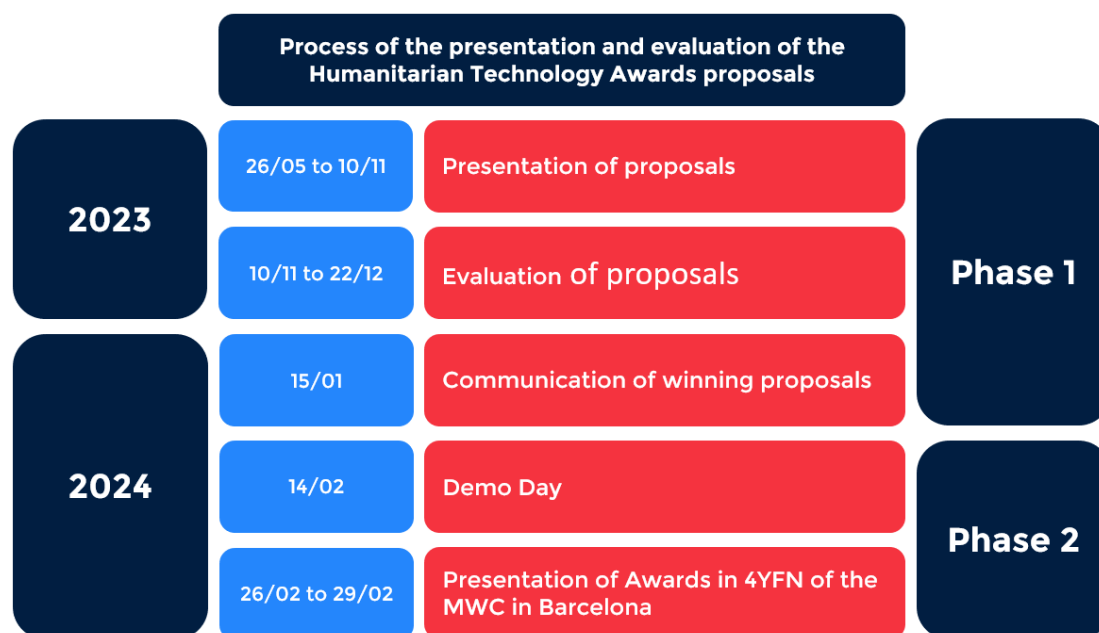 Process of the presentation and evaluation of the
Humanitarian Technology Awards proposals
2023
26/05 to 10/11
Presentation of proposals
10/11 to 22/12
Evaluation of proposals
Phase 1
2024
15/01
Communication of winning proposals
14/02
Demo Day
26/02 to 29/02
Presentation of Awards in 4YFN of the
MWC in Barcelona
Phase 2